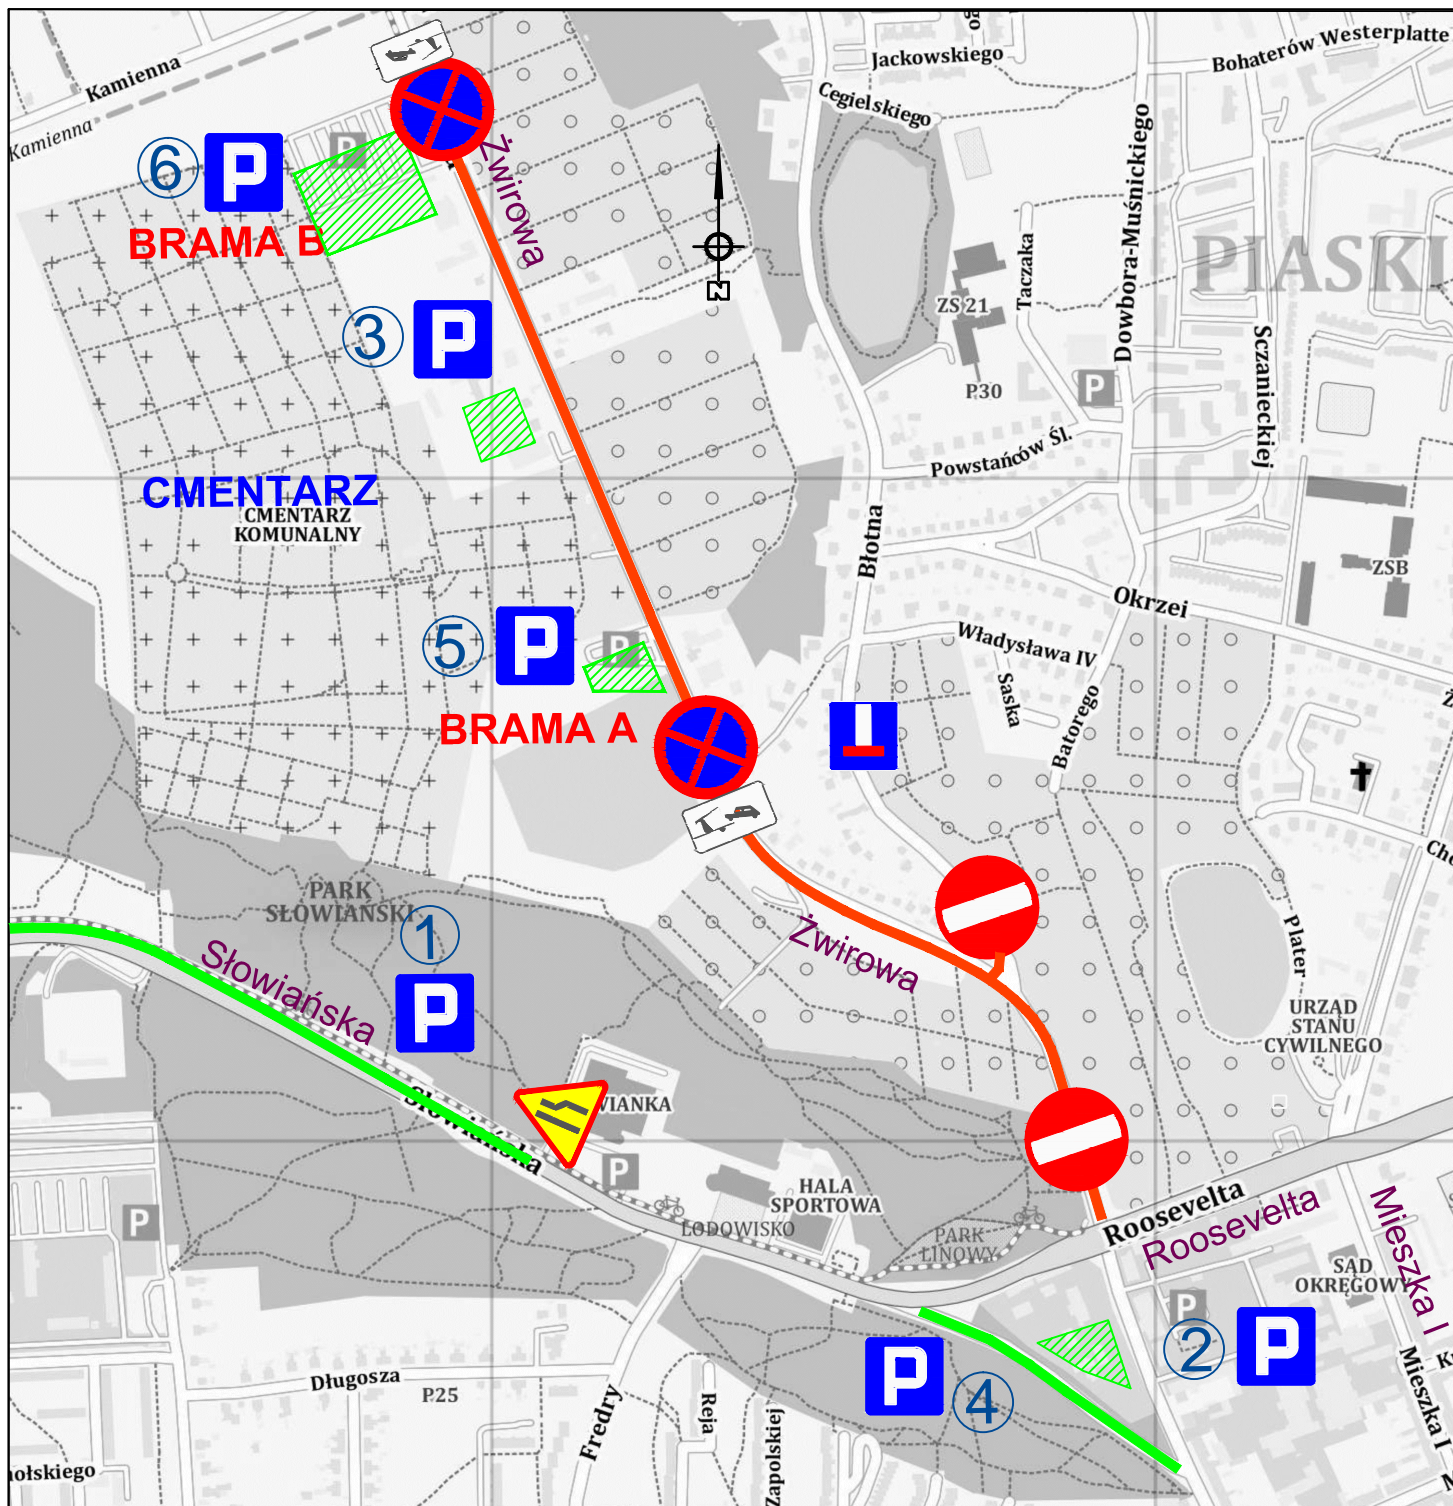 Jackowskiego
Bohaterów Westerplatte
Kamienna
Cegielskiego
Kamienna
P
6
P
Żwirowa
Dowbora-Muśnickiego
BRAMA B
PIASKI
Taczaka
N
ZS 21
3
P
Sczanieckiej
P30
P
Powstańców Śl.
CMENTARZ
CMENTARZ
KOMUNALNY
Błotna
ZSB
Okrzei
5
P
P
Władysława IV
Saska
Batorego
BRAMA A
PARK
SŁOWIAŃSKI
1
Żwirowa
Plater
Słowiańska
P
URZĄD
STANU
CYWILNEGO
Słowiańska
WIANKA
P
HALA
SPORTOWA
LODOWISKO
PARK
LINOWY
Roosevelta
Roosevelta
Mieszka I
P
SĄD
OKRĘGOWY
P
2
P
P
4
Długosza
P.25
Fredry
Reja
Zapolskiej
Mieszka I